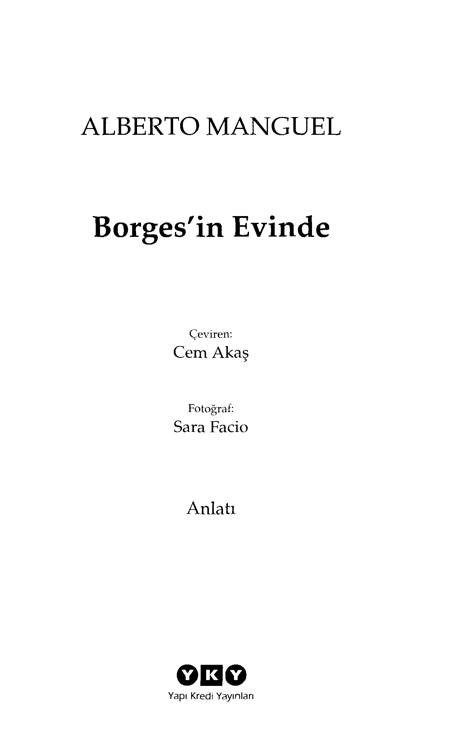 ALBERTO MANGUEL
Borges’in Evinde
Çeviren:
Cem Akaş
Fotoğraf:
Sara Facio
Anlatı
YKY
Yapı Kredi Yayınları